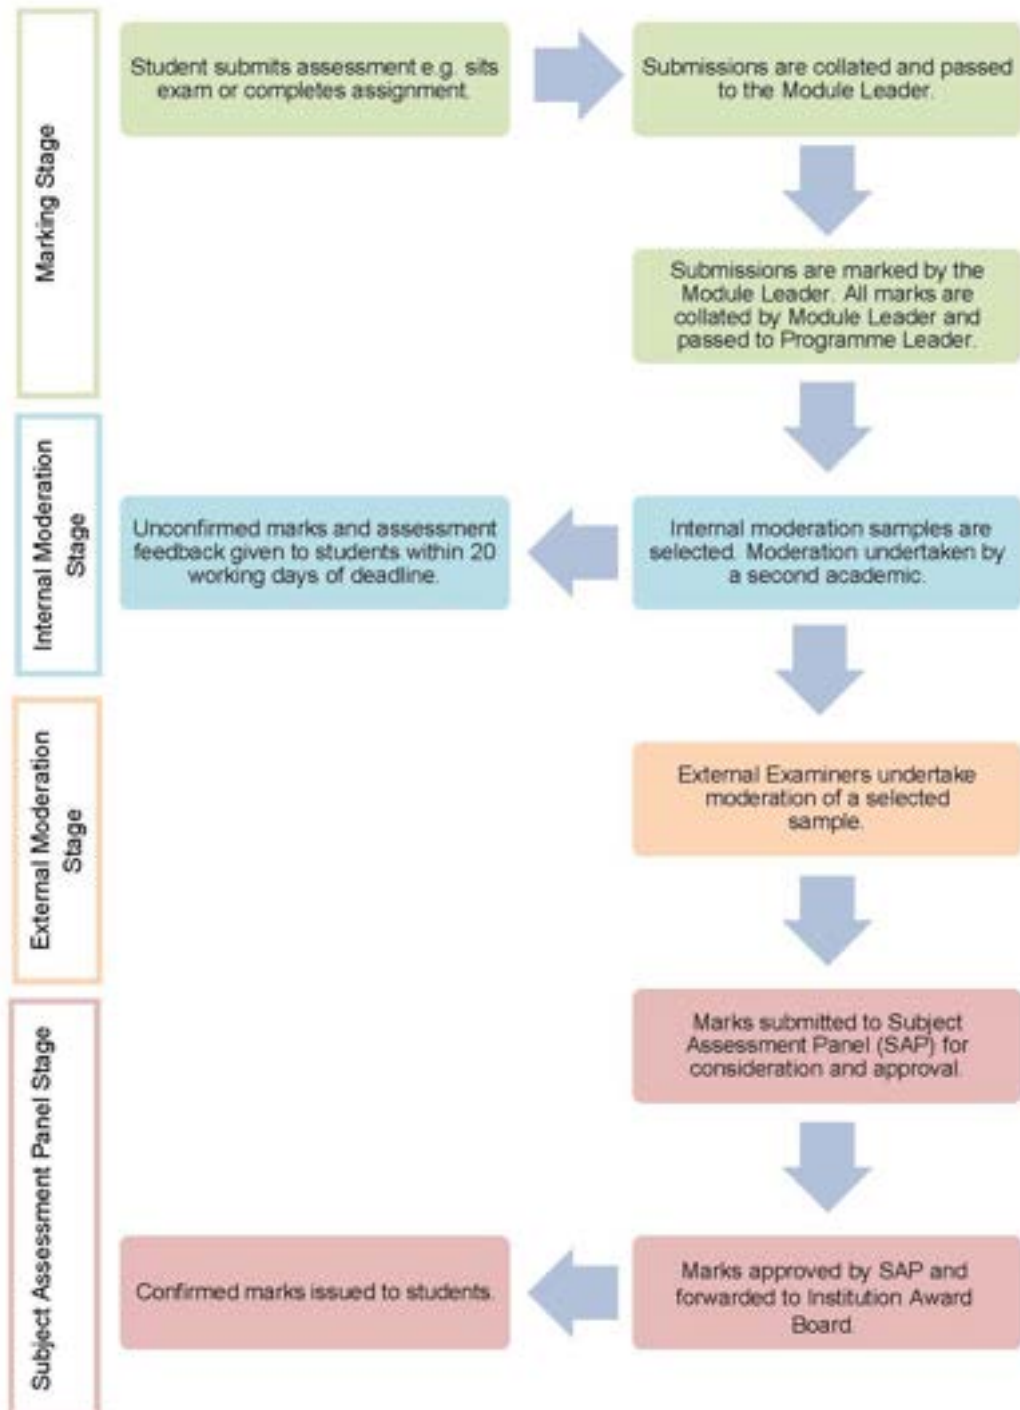 Marking Stage
Student submits assessment e.g. sits
exam or completes assignment.
Submissions are collated and passed
to the Module Leader.
Submissions are marked by the
Module Leader. All marks are
collated by Module Leader and
passed to Programme Leader.
Internal Moderation
Stage
Internal moderation samples are
selected. Moderation undertaken by
a second academic.
Unconfirmed marks and assessment
feedback given to students within 20
working days of deadline.
External Moderation
Stage
External Examiners undertake
moderation of a selected
sample.
Subject Assessment Panel Stage
Marks submitted to Subject
Assessment Panel (SAP) for
consideration and approval.
Marks approved by SAP and
forwarded to Institution Award
Board.
Confirmed marks issued to students.